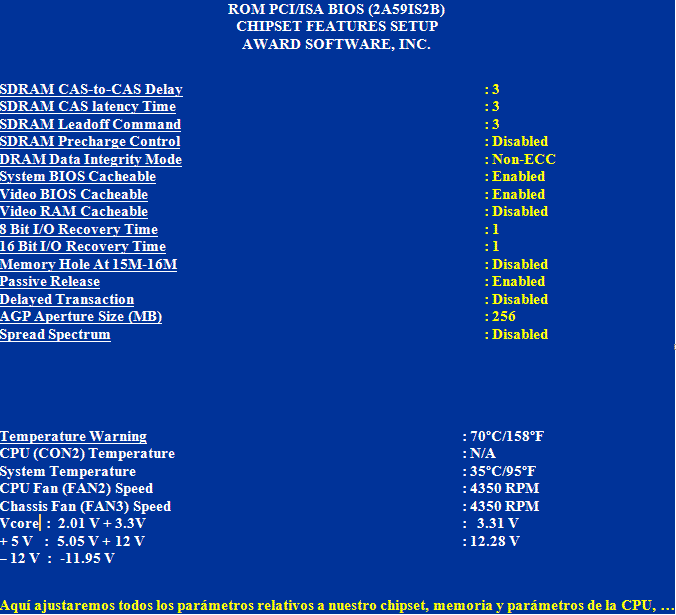 ROM PCI/ISA BIOS (2A59IS2B)
CHIPSET FEATURES SETUP
AWARD SOFTWARE, INC.
SDRAM CAS-to-CAS Delay : 3
SDRAM CAS latency Time : 3
SDRAM Leadoff Command : 3
SDRAM Precharge Control : Disabled
DRAM Data Integrity Mode : Non-ECC
System BIOS Cacheable : Enabled
Video BIOS Cacheable : Enabled
Video RAM Cacheable : Disabled
8 Bit I/O Recovery Time : 1
16 Bit I/O Recovery Time : 1
Memory Hole At 15M-16M : Disabled
Passive Release : Enabled
Delayed Transaction : Disabled
AGP Aperture Size (MB) : 256
Spread Spectrum : Disabled
Temperature Warning : 70ºC/158ºF
CPU (CON2) Temperature : N/A
System Temperature : 35ºC/95ºF
CPU Fan (FAN2) Speed : 4350 RPM
Chassis Fan (FAN3) Speed : 4350 RPM
Vcore : 2.01 V + 3.3V : 3.31 V
+ 5 V : 5.05 V + 12 V : 12.28 V
– 12 V : -11.95 V
Aquí ajustaremos todos los parámetros relativos a nuestro chipset, memoria y parámetros de la CPU, …